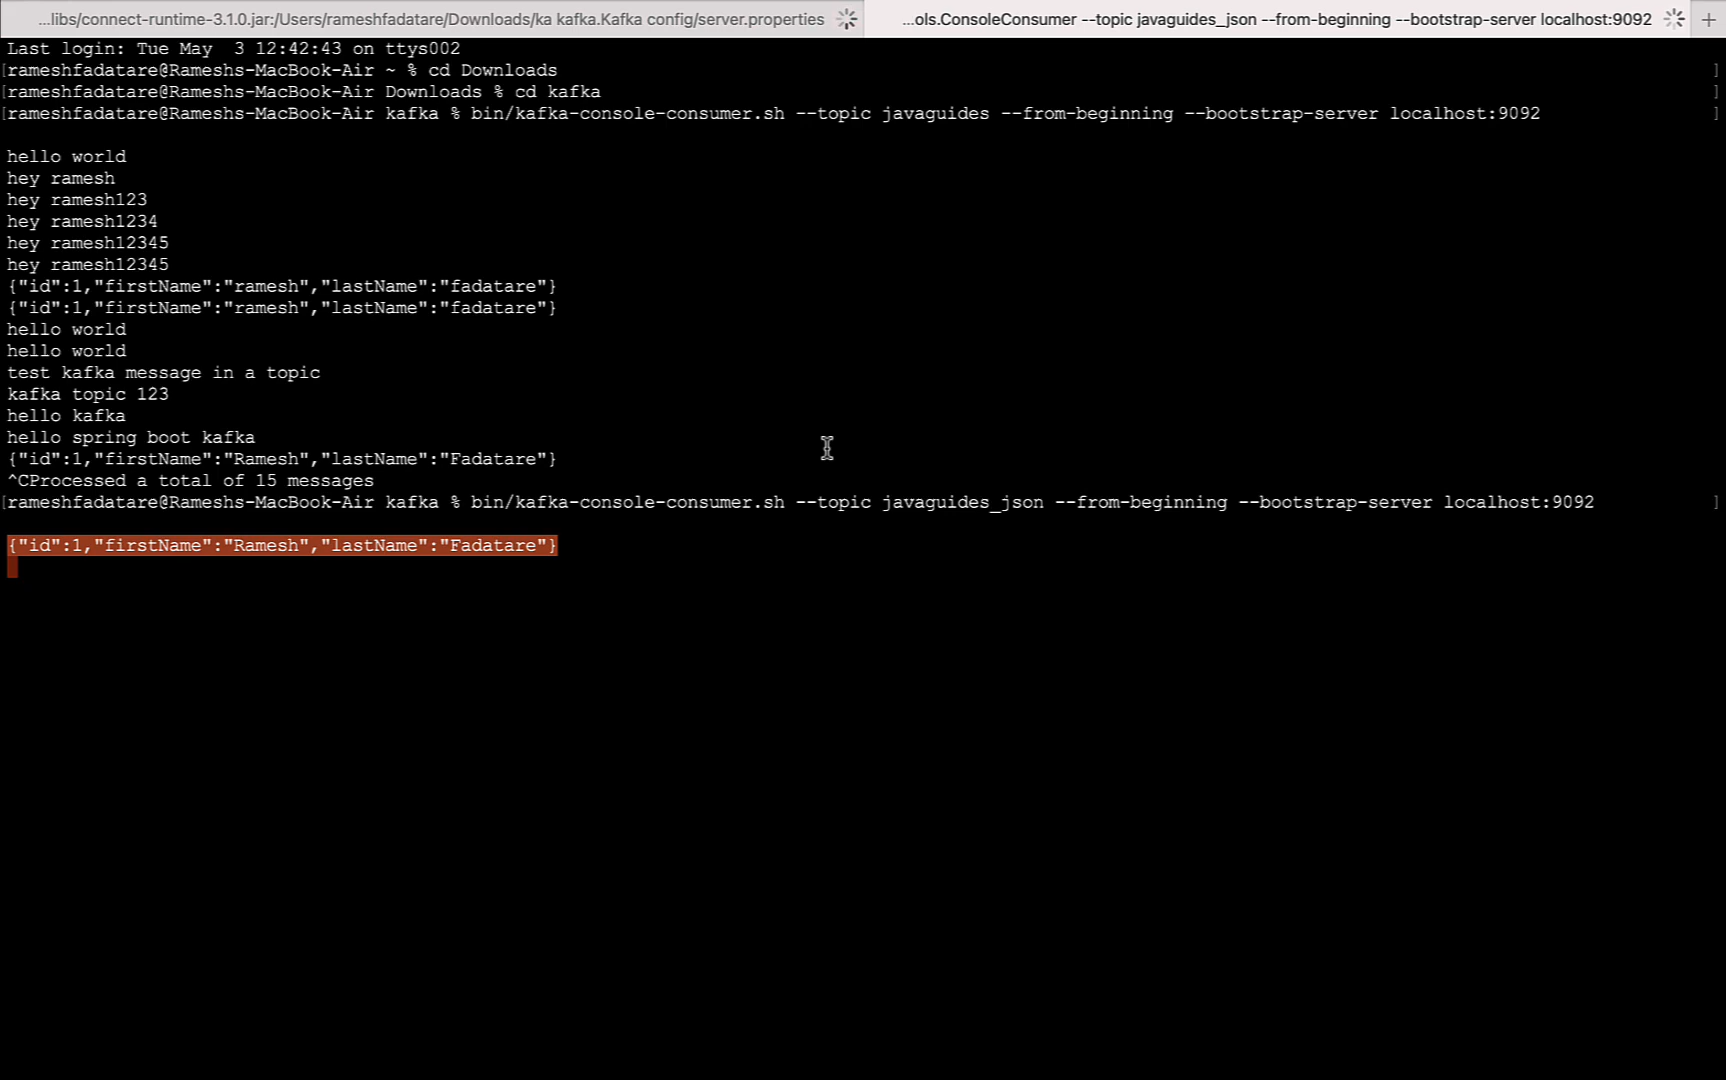 ...libs/connect-runtime-3.1.0.jar:/Users/rameshfadatare/Downloads/ka kafka.Kafka config/server.properties
...ols.ConsoleConsumer --topic javaguides_json --from-beginning --bootstrap-server localhost:9092
+
Last login: Tue May  3 12:42:43 on ttys002
[rameshfadatare@Rameshs-MacBook-Air ~ % cd Downloads ]
[rameshfadatare@Rameshs-MacBook-Air Downloads % cd kafka ]
[rameshfadatare@Rameshs-MacBook-Air kafka % bin/kafka-console-consumer.sh --topic javaguides --from-beginning --bootstrap-server localhost:9092 ]
hello world
hey ramesh
hey ramesh123
hey ramesh1234
hey ramesh12345
hey ramesh12345
{"id":1,"firstName":"ramesh","lastName":"fadatare"}
{"id":1,"firstName":"ramesh","lastName":"fadatare"}
hello world
hello world
test kafka message in a topic
kafka topic 123
hello kafka
hello spring boot kafka
{"id":1,"firstName":"Ramesh","lastName":"Fadatare"}
^CProcessed a total of 15 messages
[rameshfadatare@Rameshs-MacBook-Air kafka % bin/kafka-console-consumer.sh --topic javaguides_json --from-beginning --bootstrap-server localhost:9092 ]
{"id":1,"firstName":"Ramesh","lastName":"Fadatare"}